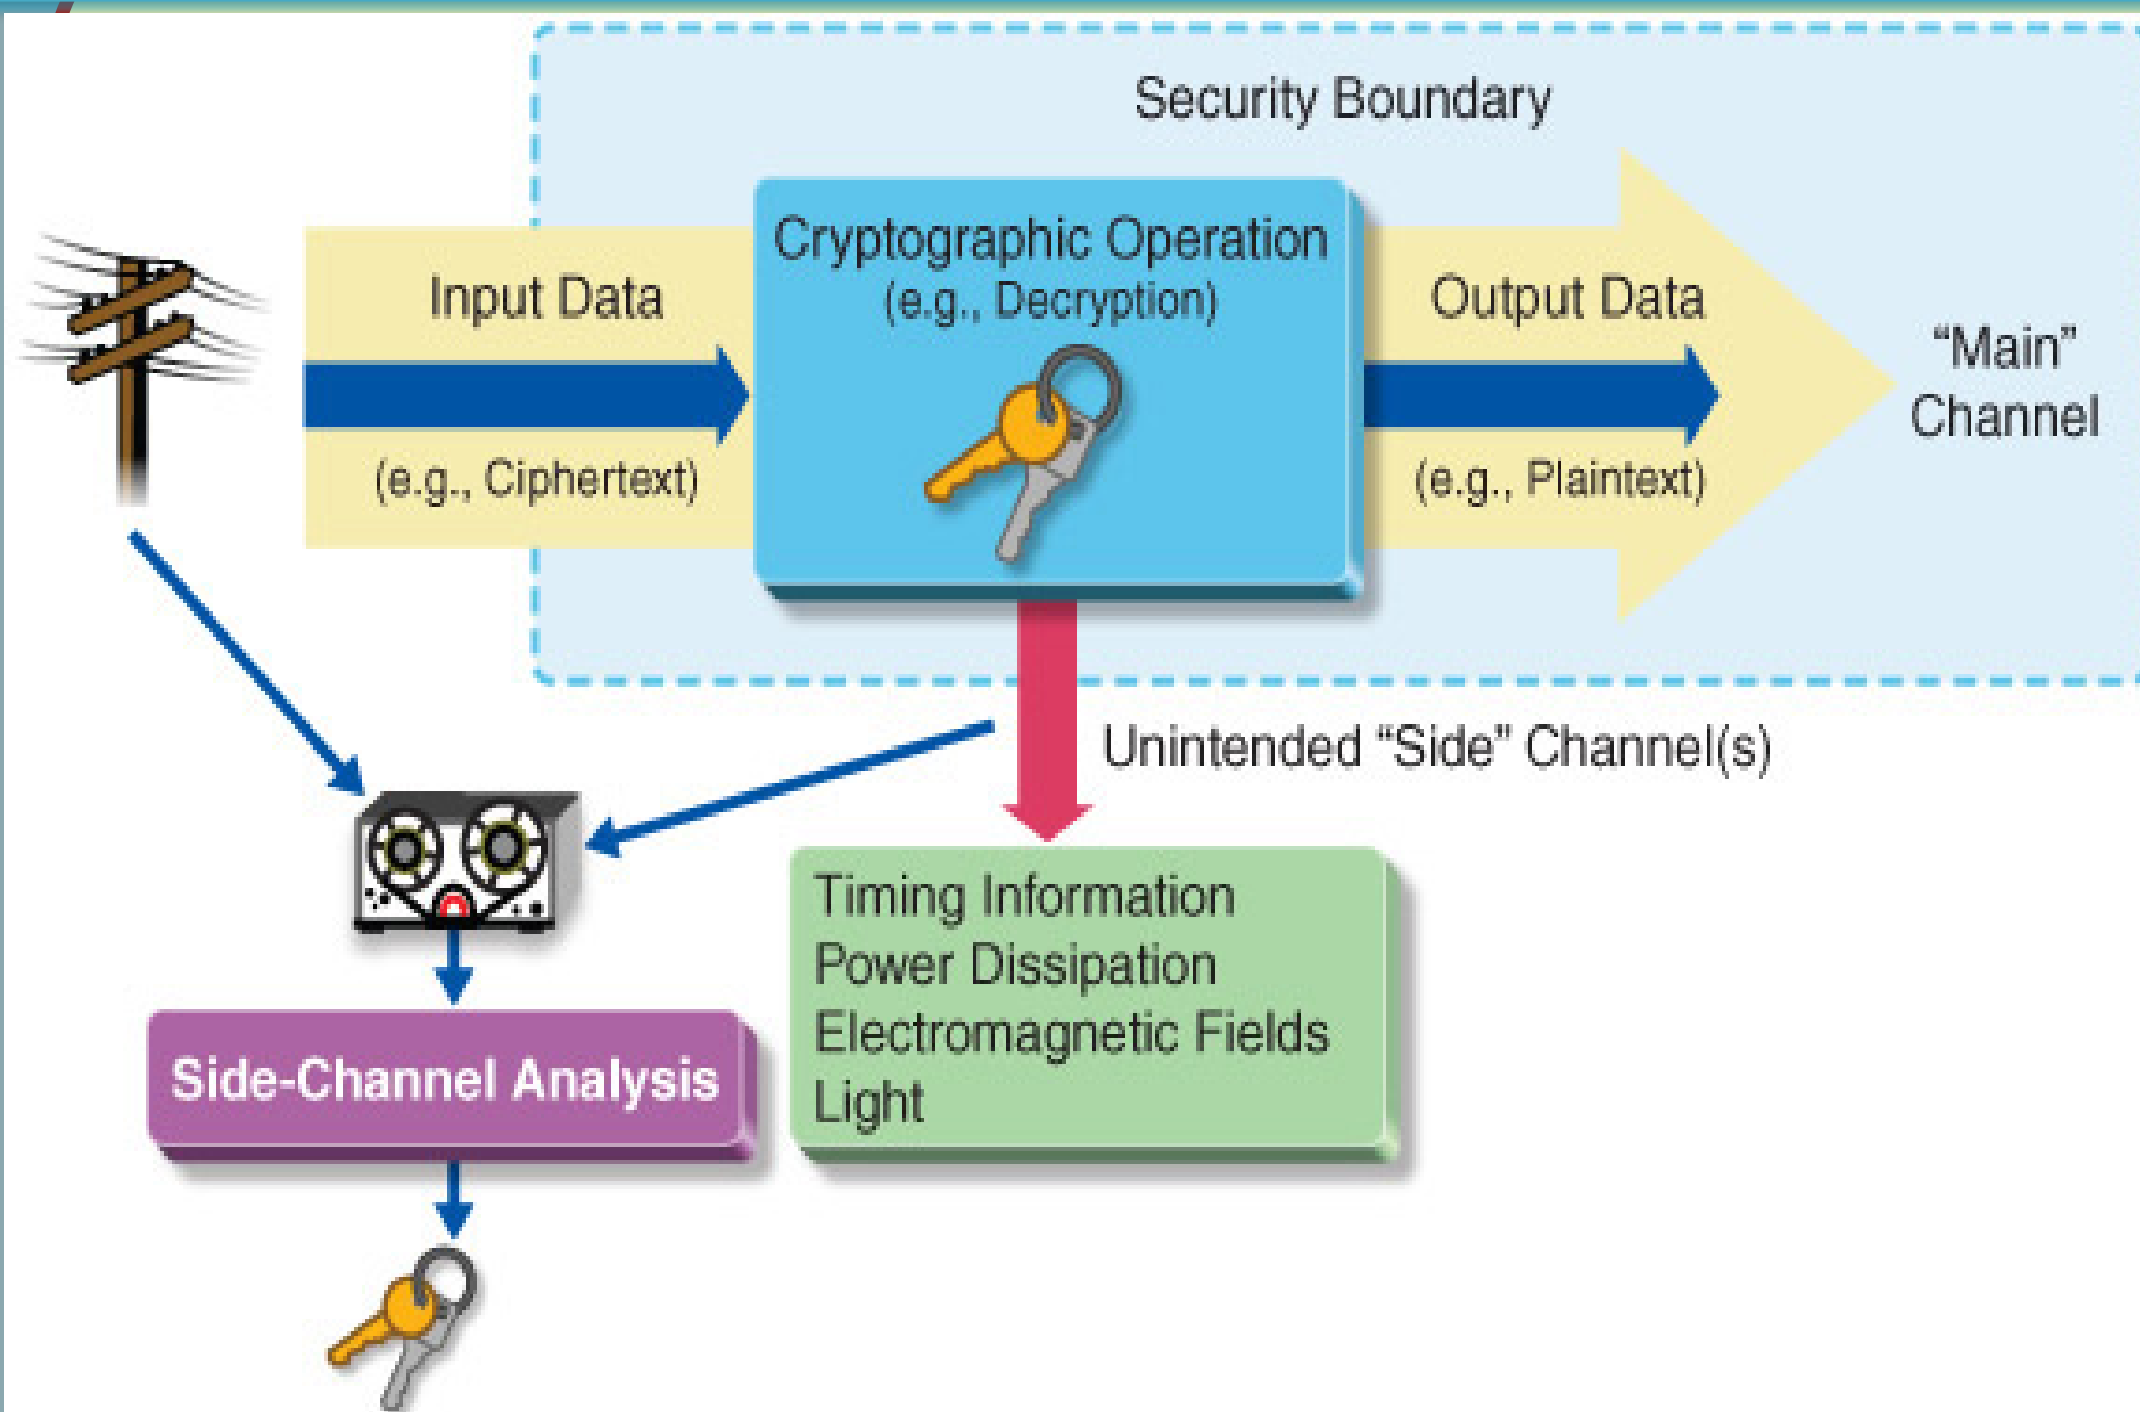 Security Boundary
Cryptographic Operation
(e.g., Decryption)
Input Data
(e.g., Ciphertext)
Output Data
(e.g., Plaintext)
“Main”
Channel
Unintended “Side” Channel(s)
Timing Information
Power Dissipation
Electromagnetic Fields
Light
Side-Channel Analysis